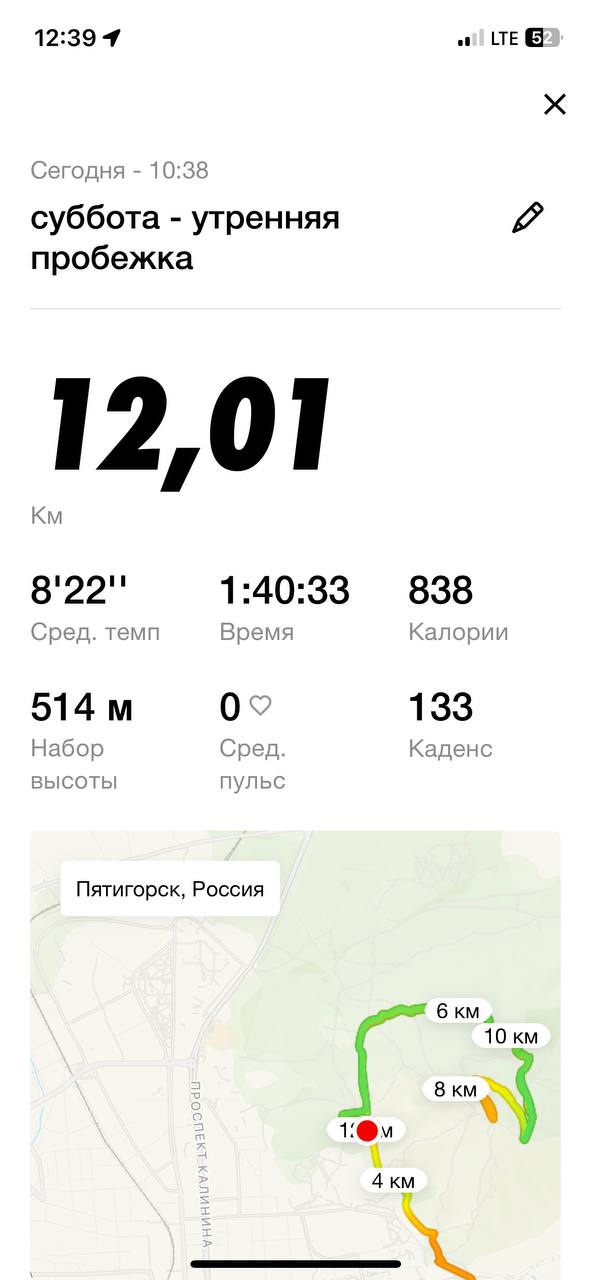 12:39
LTE 52
Сегодня - 10:38
суббота - утренняя
пробежка
12,01
Км
8'22'' 1:40:33 838
Сред. темп Время Калории
514 м 0 133
Набор Сред. Каденс
высоты пульс
Пятигорск, Россия
6 км
10 км
8 км
4 км
ПРОСПЕКТ КАЛИНИНА